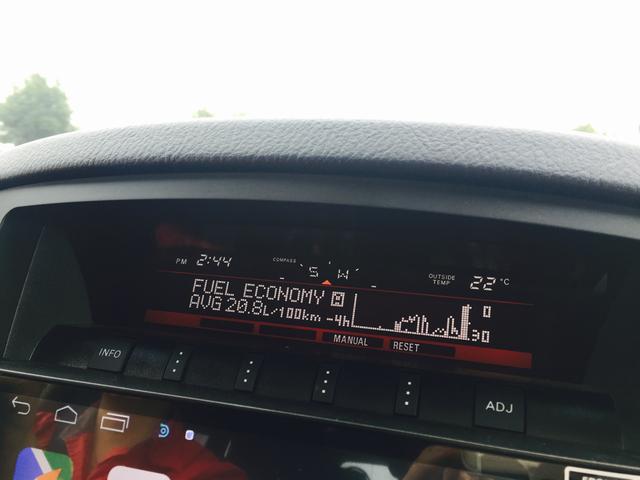 PM 2:44
COMPASS
S W
OUTSIDE TEMP 22°C
FUEL ECONOMY
AVG 20.8L/100km -4h
0
30
MANUAL RESET
INFO
ADJ